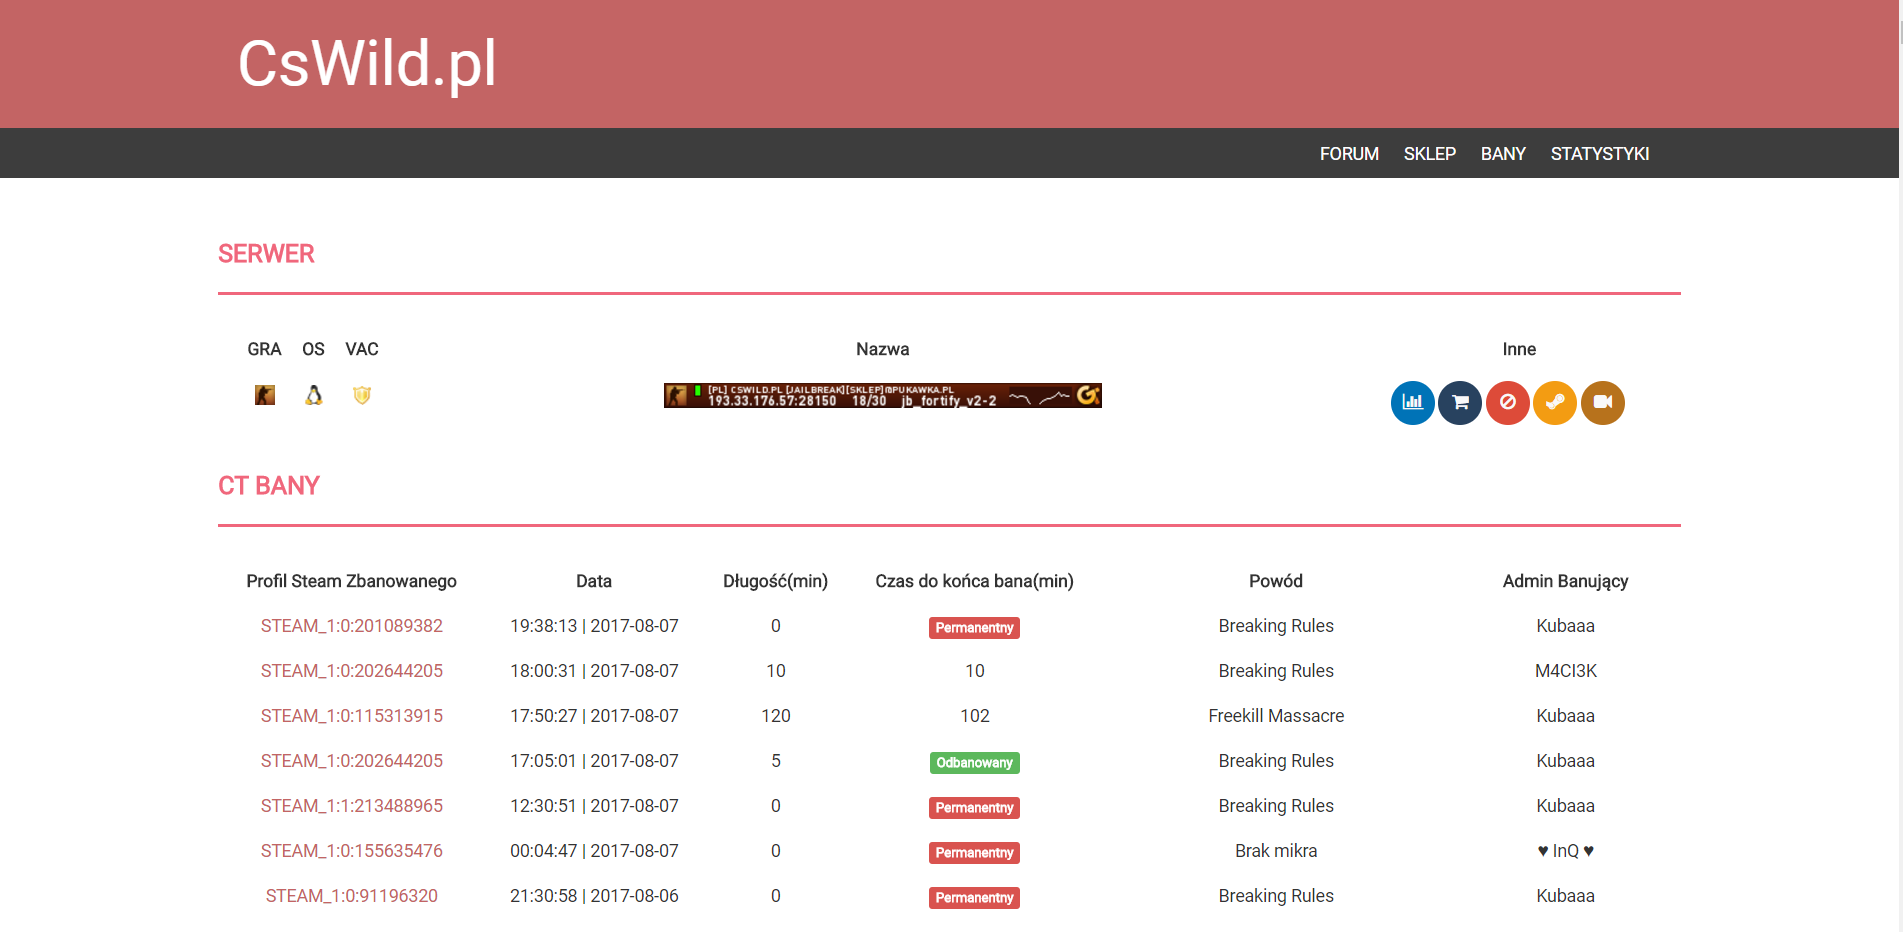 CsWild.pl
FORUM SKLEP BANY STATYSTYKI
SERWER
GRA OS VAC Nazwa Inne
[PL] CSWILD.PL [JAILBREAK][SKLEP]@PUKAWKA.PL
193.33.176.57:28150 18/30 jb_fortify_v2-2
CT BANY
Profil Steam Zbanowanego Data Długość(min) Czas do końca bana(min) Powód Admin Banujący
STEAM_1:0:201089382 19:38:13 | 2017-08-07 0 Permanentny Breaking Rules Kubaaa
STEAM_1:0:202644205 18:00:31 | 2017-08-07 10 10 Breaking Rules M4CI3K
STEAM_1:0:115313915 17:50:27 | 2017-08-07 120 102 Freekill Massacre Kubaaa
STEAM_1:0:202644205 17:05:01 | 2017-08-07 5 Odbanowany Breaking Rules Kubaaa
STEAM_1:1:213488965 12:30:51 | 2017-08-07 0 Permanentny Breaking Rules Kubaaa
STEAM_1:0:155635476 00:04:47 | 2017-08-07 0 Permanentny Brak mikra ♥ InQ ♥
STEAM_1:0:91196320 21:30:58 | 2017-08-06 0 Permanentny Breaking Rules Kubaaa